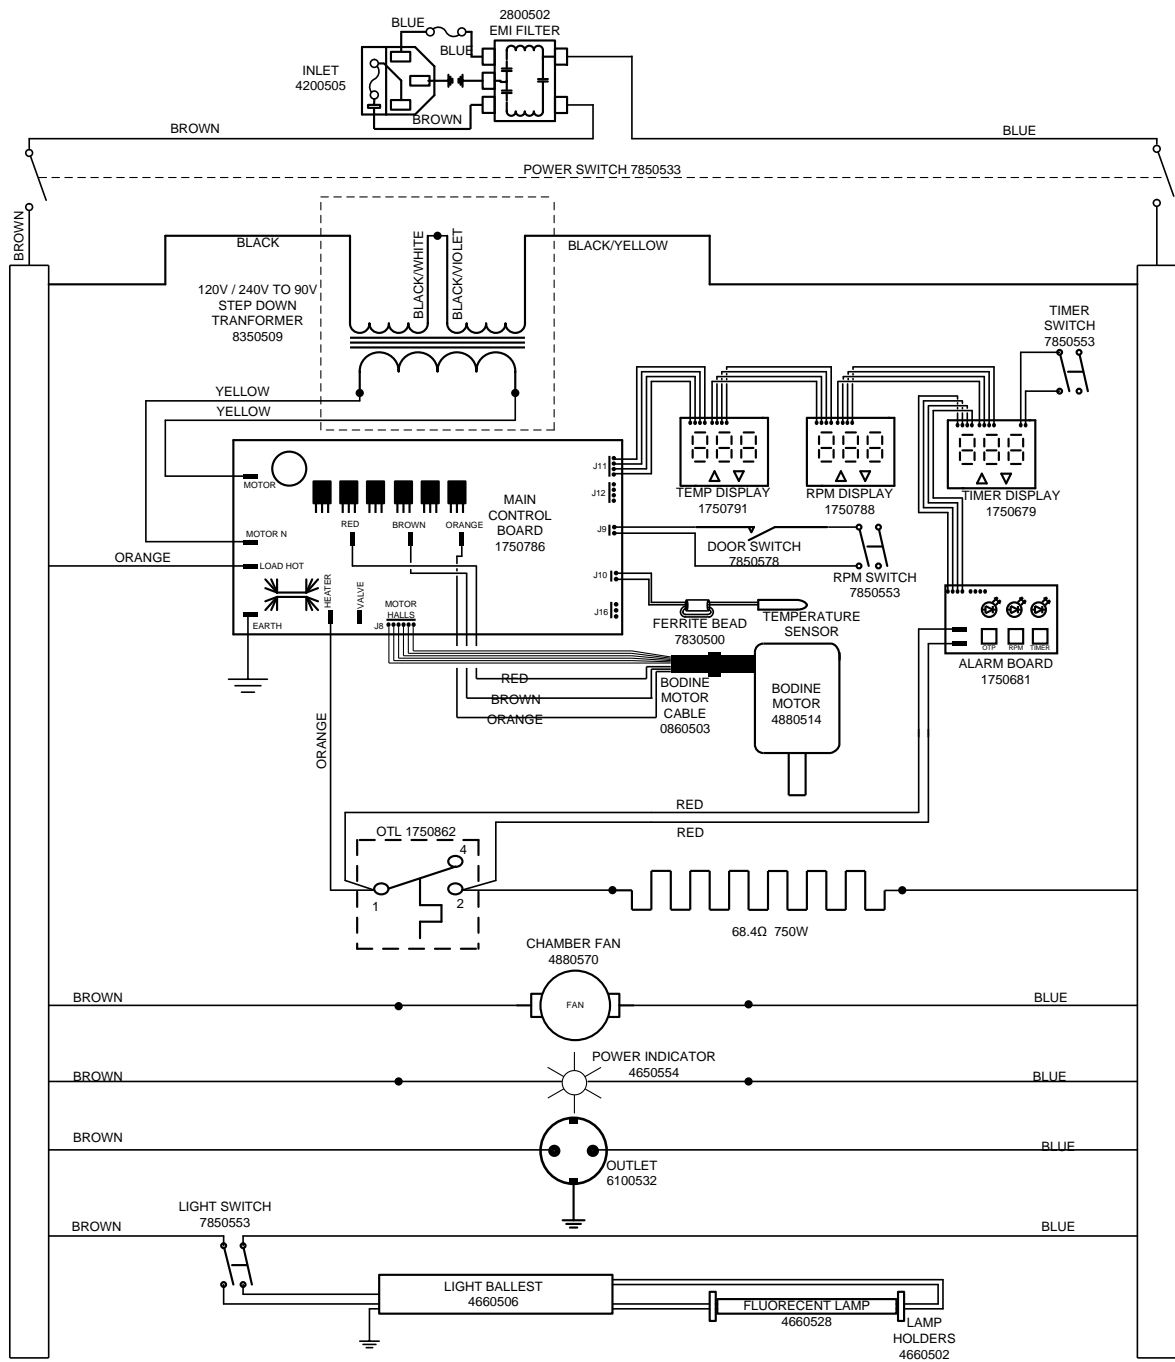 2800502
EMI FILTER
BLUE
BLUE
INLET
4200505
BROWN
BROWN
BLUE
POWER SWITCH 7850533
BROWN
BLACK
BLACK/WHITE
BLACK/VIOLET
BLACK/YELLOW
120V / 240V TO 90V
STEP DOWN
TRANFORMER
8350509
TIMER
SWITCH
7850553
YELLOW
YELLOW
MOTOR
MOTOR N
ORANGE
LOAD HOT
EARTH
HEATER
VALVE
MOTOR
HALLS
J8
RED
BROWN
ORANGE
MAIN
CONTROL
BOARD
1750786
J11
J12
J9
J10
J16
TEMP DISPLAY
1750791
RPM DISPLAY
1750788
TIMER DISPLAY
1750679
DOOR SWITCH
7850578
RPM SWITCH
7850553
FERRITE BEAD
7830500
TEMPERATURE
SENSOR
OTP
RPM
TIMER
ALARM BOARD
1750681
RED
BROWN
ORANGE
BODINE
MOTOR
CABLE
0860503
BODINE
MOTOR
4880514
ORANGE
RED
RED
OTL 1750862
4
1
2
68.4Ω 750W
CHAMBER FAN
4880570
BROWN
FAN
BLUE
POWER INDICATOR
4650554
BROWN
BLUE
BROWN
BLUE
OUTLET
6100532
LIGHT SWITCH
7850553
BROWN
BLUE
LIGHT BALLEST
4660506
FLUORECENT LAMP
4660528
LAMP
HOLDERS
4660502